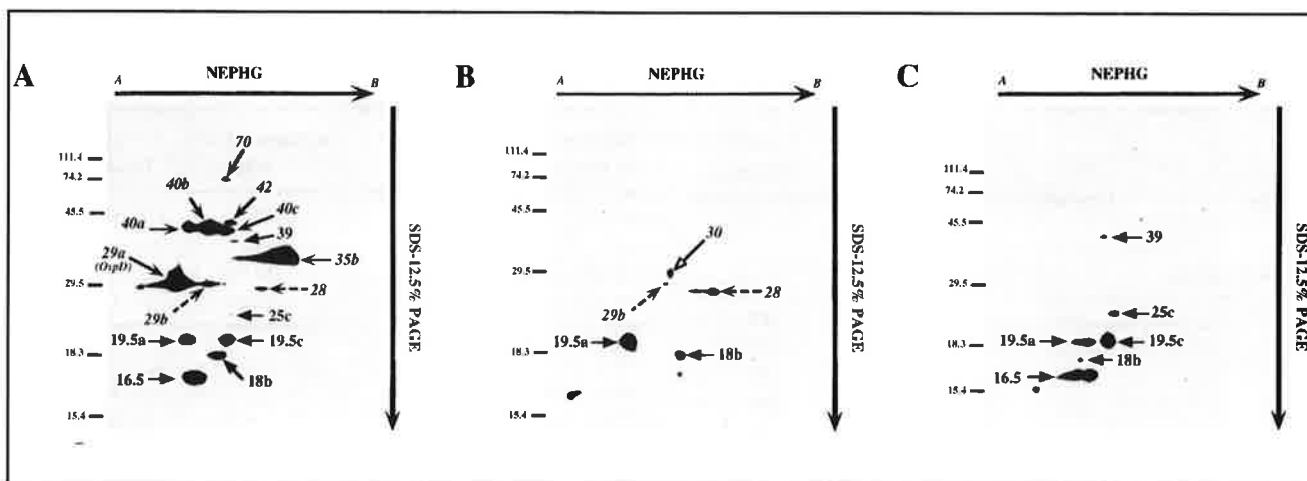 A
A NEPHG B
111.4
74.2
45.5
29.5
18.3
15.4
70
40b
42
40a
40c
39
29a
(OspD)
35b
29b
28
25c
19.5a
19.5c
18b
16.5
SDS-12.5% PAGE
B
A NEPHG B
111.4
74.2
45.5
29.5
18.3
15.4
30
29b
28
19.5a
18b
SDS-12.5% PAGE
C
A NEPHG B
111.4
74.2
45.5
29.5
18.3
15.4
39
25c
19.5a
19.5c
18b
16.5
SDS-12.5% PAGE